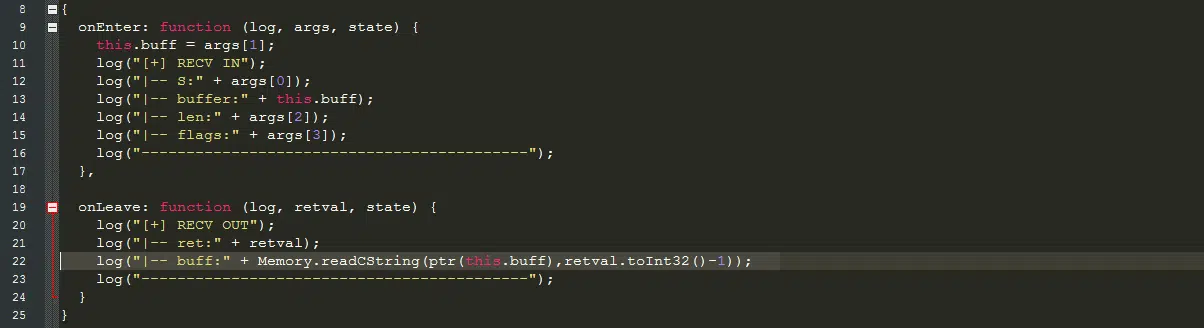 8 {
9 onEnter: function (log, args, state) {
10 this.buff = args[1];
11 log("[+] RECV IN");
12 log("|-- S:" + args[0]);
13 log("|-- buffer:" + this.buff);
14 log("|-- len:" + args[2]);
15 log("|-- flags:" + args[3]);
16 log("-------------------------------------------");
17 },
18
19 onLeave: function (log, retval, state) {
20 log("[+] RECV OUT");
21 log("|-- ret:" + retval);
22 log("|-- buff:" + Memory.readCString(ptr(this.buff),retval.toInt32()-1));
23 log("-------------------------------------------");
24 }
25 }